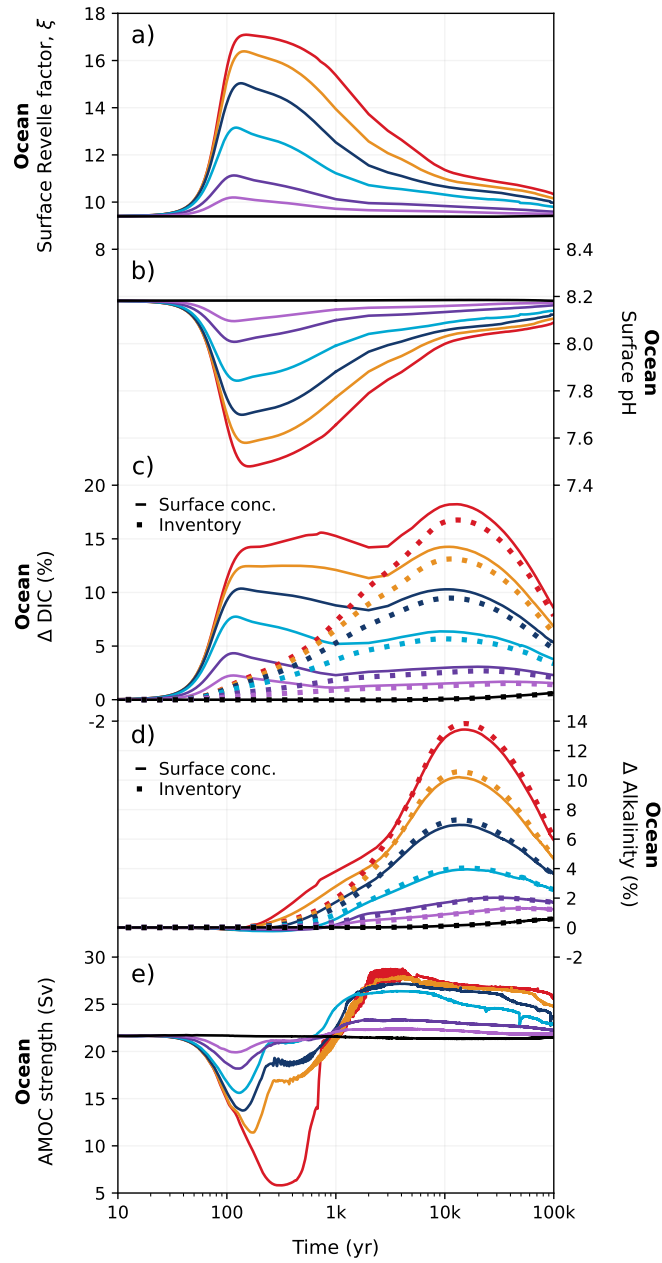 18
a)
16
14
12
10
8
Ocean
Surface Revelle factor, ξ
b)
8.4
8.2
8.0
7.8
7.6
7.4
Ocean
Surface pH
c)
Surface conc.
Inventory
20
15
10
5
0
-2
Ocean
Δ DIC (%)
d)
Surface conc.
Inventory
14
12
10
8
6
4
2
0
-2
Ocean
Δ Alkalinity (%)
e)
30
25
20
15
10
5
Ocean
AMOC strength (Sv)
10
100
1k
10k
100k
Time (yr)